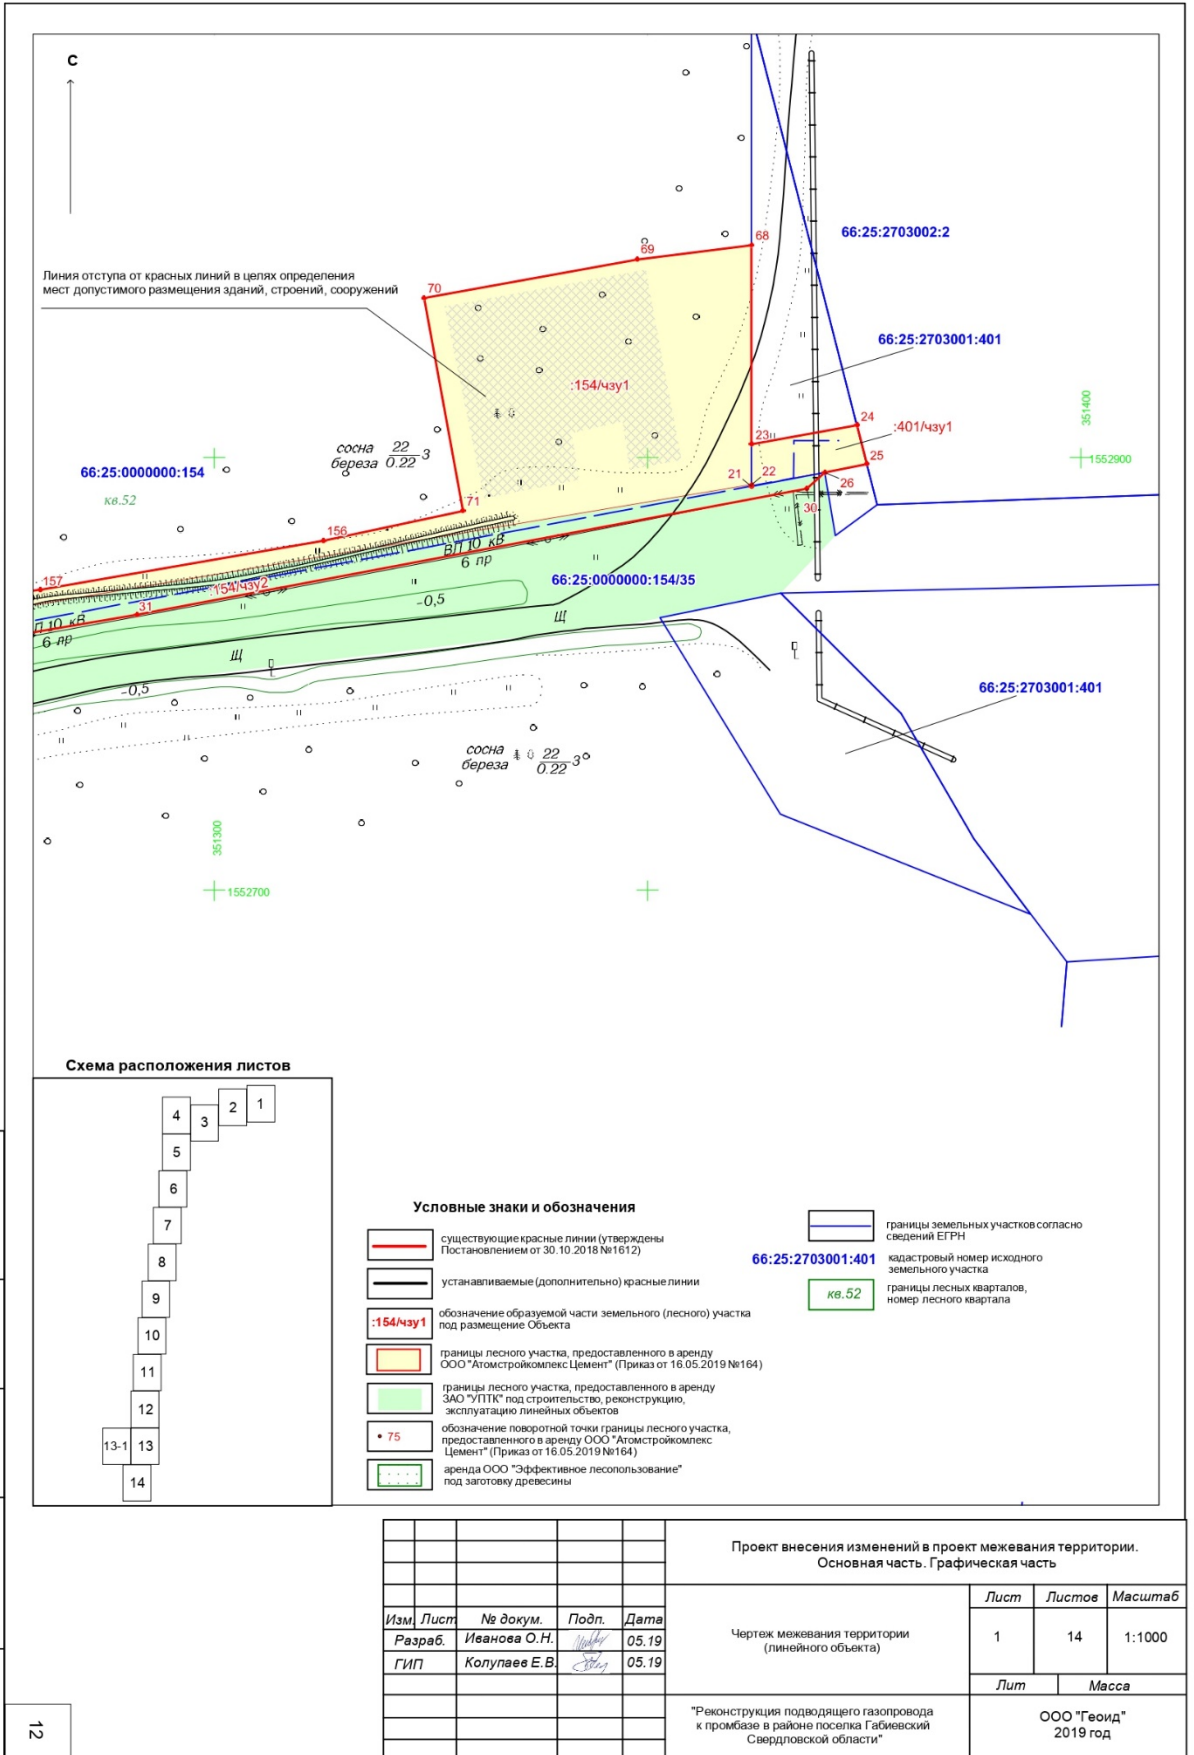 С
68
69
66:25:2703002:2
Линия отступа от красных линий в целях определения
мест допустимого размещения зданий, строений, сооружений
70
66:25:2703001:401
:154/чзу1
351400
24
:401/чзу1
23
сосна
береза
22
0.22
3
25
1552900
66:25:0000000:154
21
22
26
кв.52
71
30
156
ВЛ 10 кВ
6 пр
157
:154/чзу2
66:25:0000000:154/35
31
-0,5
Л 10 кВ
6 пр
Щ
Щ
-0,5
66:25:2703001:401
сосна
береза
22
0.22
3
351300
1552700
Схема расположения листов
1
2
3
4
5
6
7
8
9
10
11
12
13-1
13
14
Условные знаки и обозначения
существующие красные линии (утверждены
Постановлением от 30.10.2018 №1612)
устанавливаемые (дополнительно) красные линии
:154/чзу1
обозначение образуемой части земельного (лесного) участка
под размещение Объекта
границы лесного участка, предоставленного в аренду
ООО "Атомстройкомплекс Цемент" (Приказ от 16.05.2019 №164)
границы лесного участка, предоставленного в аренду
ЗАО "УПТК" под строительство, реконструкцию,
эксплуатацию линейных объектов
75
обозначение поворотной точки границы лесного участка,
предоставленного в аренду ООО "Атомстройкомплекс
Цемент" (Приказ от 16.05.2019 №164)
аренда ООО "Эффективное лесопользование"
под заготовку древесины
границы земельных участков согласно
сведений ЕГРН
66:25:2703001:401
кадастровый номер исходного
земельного участка
кв.52
границы лесных кварталов,
номер лесного квартала
Проект внесения изменений в проект межевания территории.
Основная часть. Графическая часть
Изм. Лист № докум. Подп. Дата
Разраб. Иванова О.Н. 05.19
ГИП Колупаев Е.В. 05.19
Чертеж межевания территории
(линейного объекта)
Лист Листов Масштаб
1 14 1:1000
Лит Масса
"Реконструкция подводящего газопровода
к промбазе в районе поселка Габиевский
Свердловской области"
ООО "Геоид"
2019 год
12